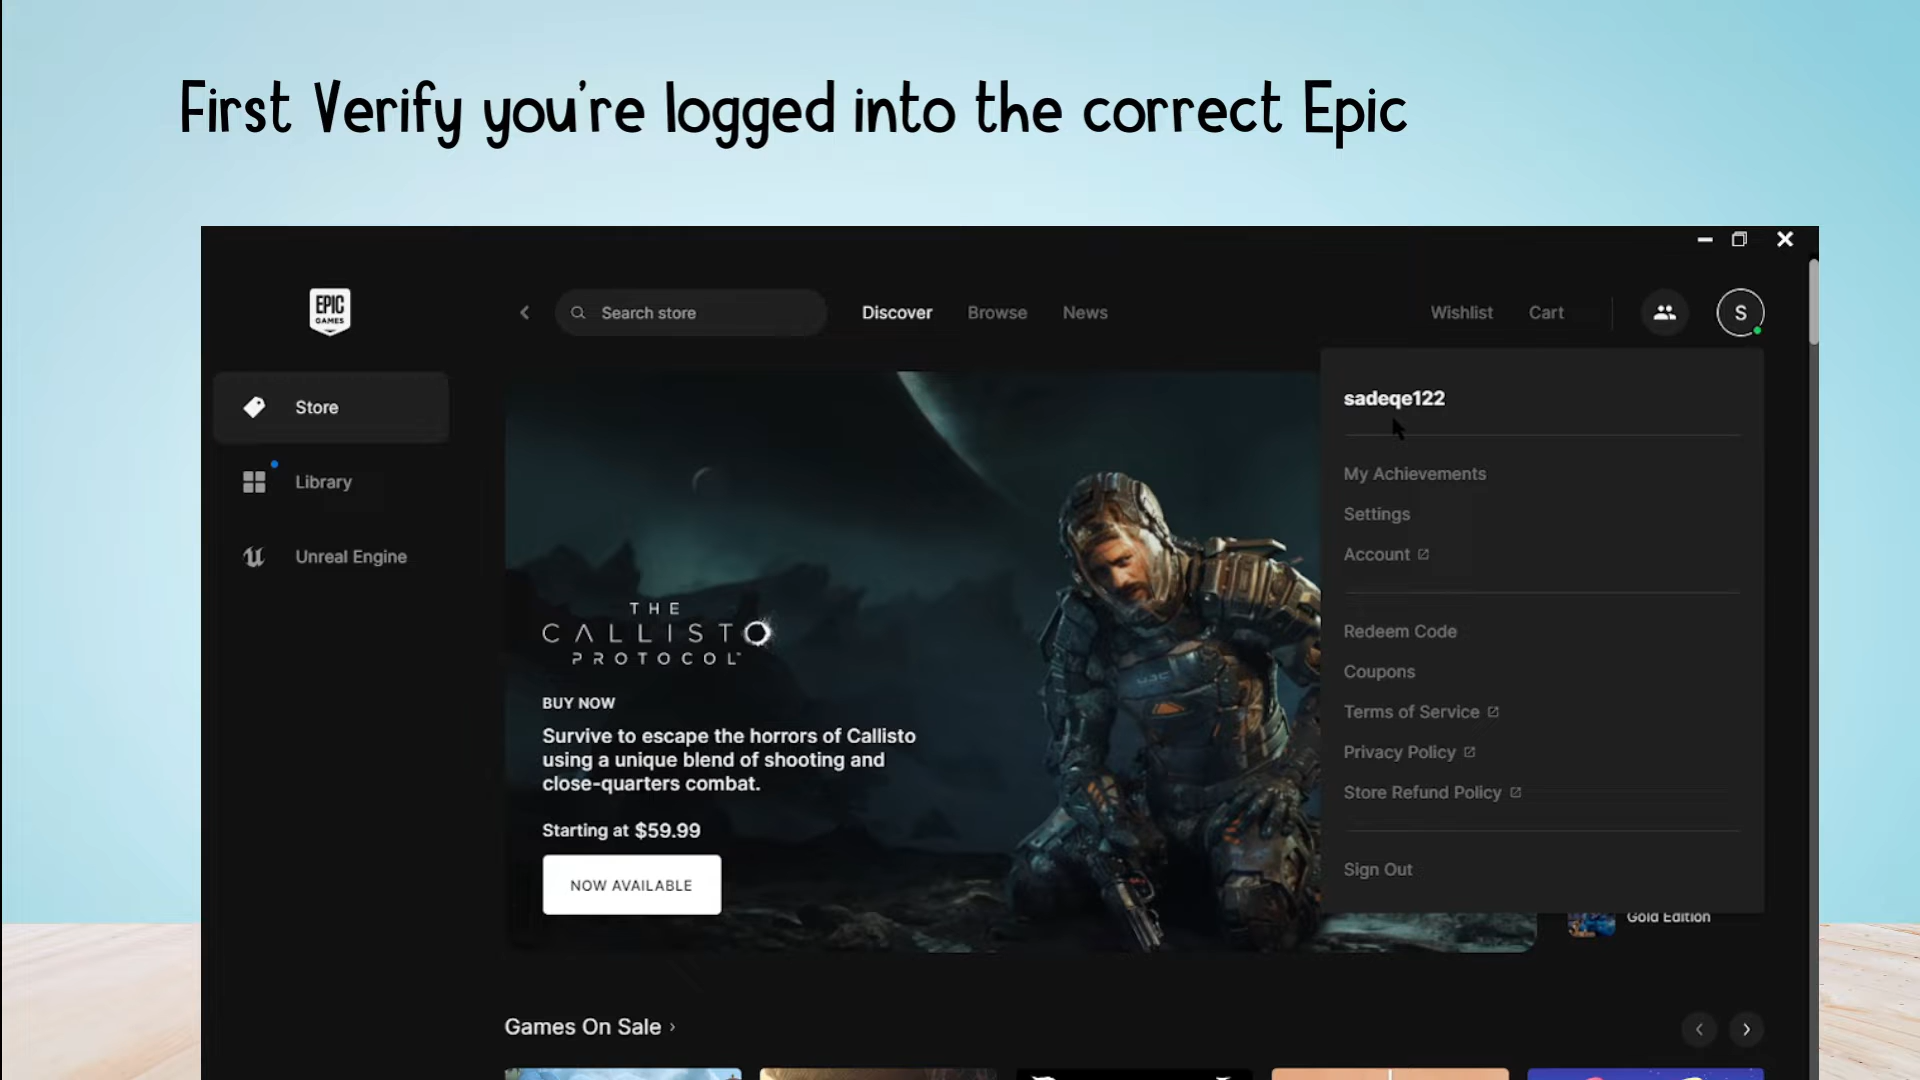 First Verify you're logged into the correct Epic
EPIC
GAMES
Search store
Discover
Browse
News
Wishlist
Cart
S
Store
Library
Unreal Engine
sadeqe122
My Achievements
Settings
Account
Redeem Code
Coupons
Terms of Service
Privacy Policy
Store Refund Policy
Sign Out
THE
CALLISTO
PROTOCOL™
BUY NOW
Survive to escape the horrors of Callisto
using a unique blend of shooting and
close-quarters combat.
Starting at $59.99
NOW AVAILABLE
Gold Edition
Games On Sale